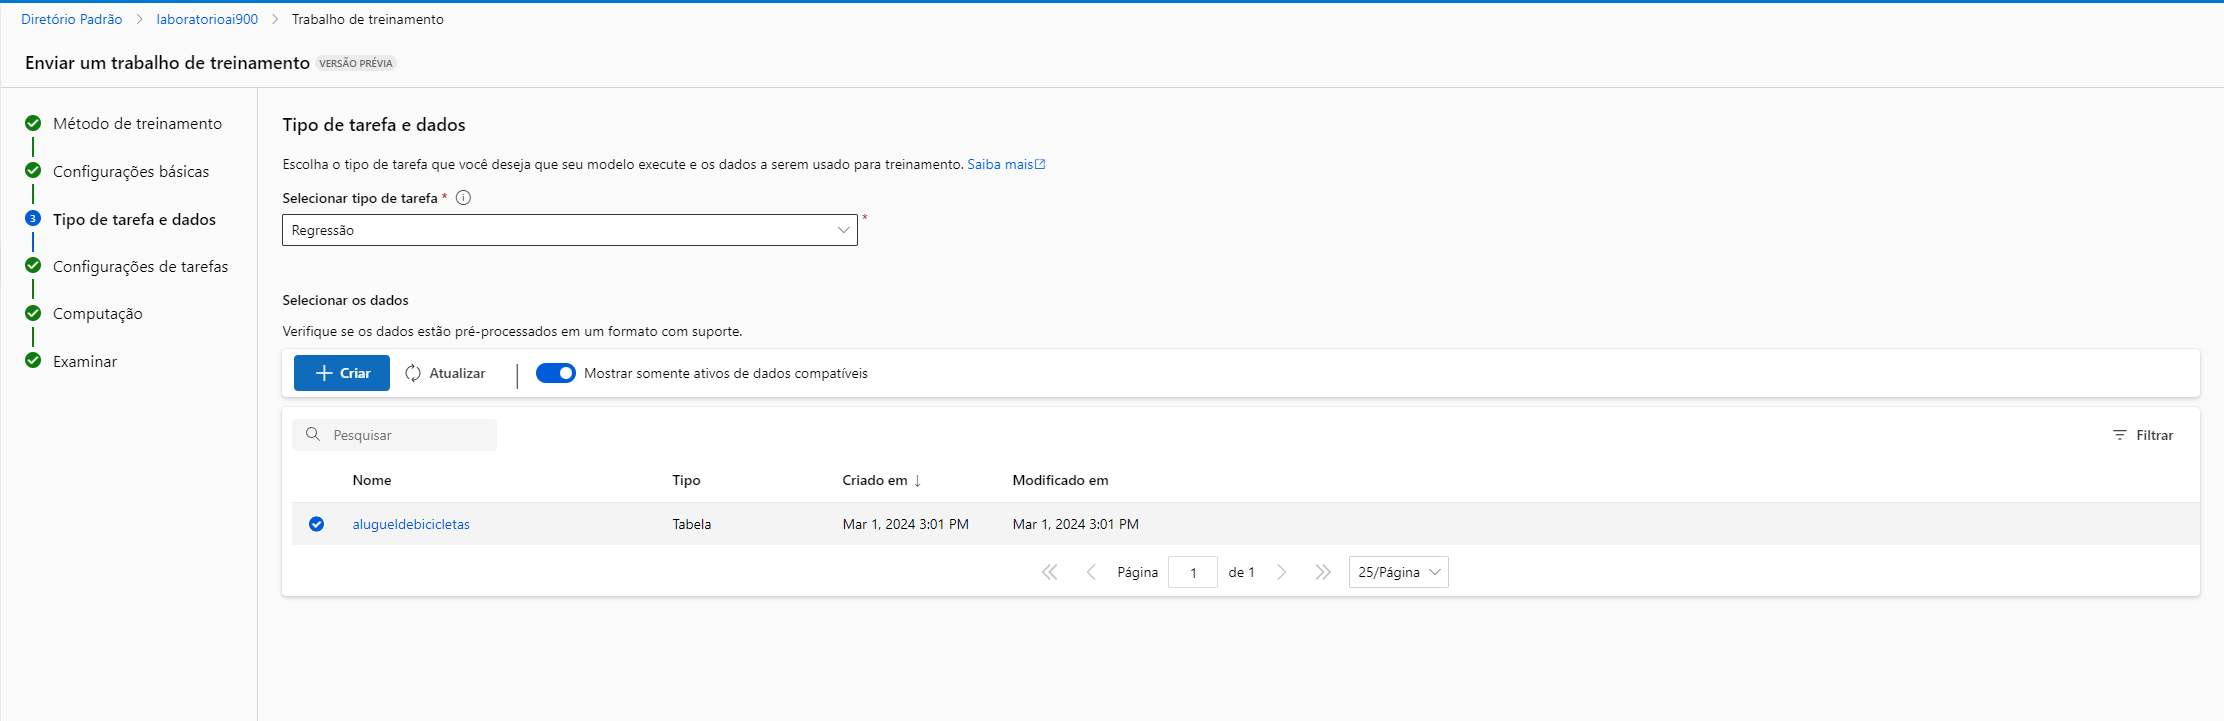 Diretório Padrão > laboratorioai900 > Trabalho de treinamento
Enviar um trabalho de treinamento VERSÃO PRÉVIA
Método de treinamento
Configurações básicas
3 Tipo de tarefa e dados
Configurações de tarefas
Computação
Examinar
Tipo de tarefa e dados
Escolha o tipo de tarefa que você deseja que seu modelo execute e os dados a serem usado para treinamento. Saiba mais
Selecionar tipo de tarefa *
Regressão *
Selecionar os dados
Verifique se os dados estão pré-processados em um formato com suporte.
+ Criar Atualizar | Mostrar somente ativos de dados compatíveis
Pesquisar Filtrar
Nome Tipo Criado em ↓ Modificado em
alugueldebicicletas Tabela Mar 1, 2024 3:01 PM Mar 1, 2024 3:01 PM
Página 1 de 1 25/Página